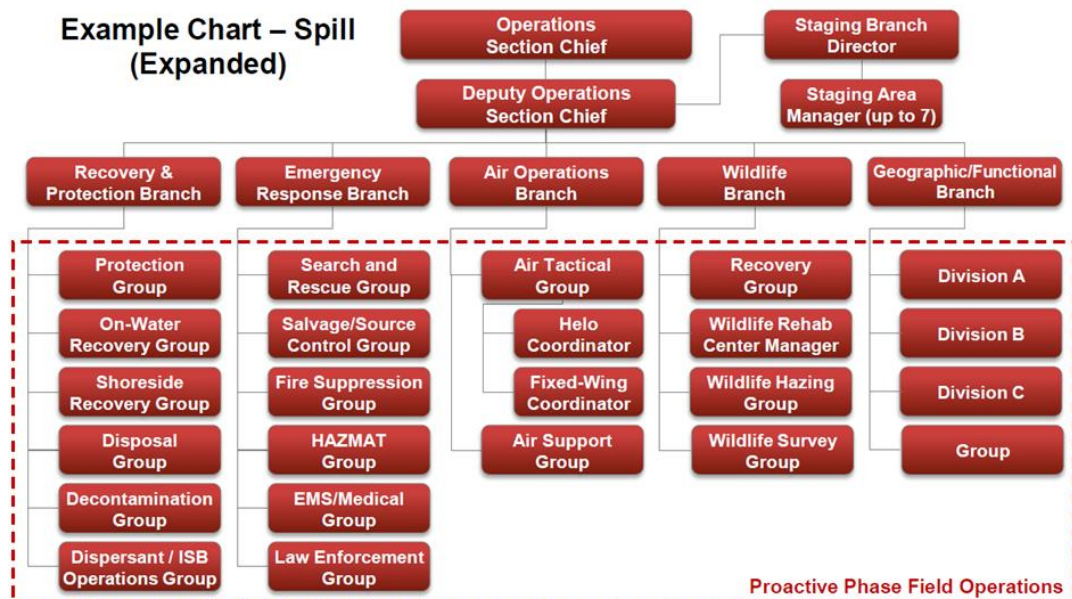 Example Chart – Spill
(Expanded)
Operations
Section Chief
Staging Branch
Director
Deputy Operations
Section Chief
Staging Area
Manager (up to 7)
Recovery &
Protection Branch
Emergency
Response Branch
Air Operations
Branch
Wildlife
Branch
Geographic/Functional
Branch
Protection
Group
On-Water
Recovery Group
Shoreside
Recovery Group
Disposal
Group
Decontamination
Group
Dispersant / ISB
Operations Group
Search and
Rescue Group
Salvage/Source
Control Group
Fire Suppression
Group
HAZMAT
Group
EMS/Medical
Group
Law Enforcement
Group
Air Tactical
Group
Helo
Coordinator
Fixed-Wing
Coordinator
Air Support
Group
Recovery
Group
Wildlife Rehab
Center Manager
Wildlife Hazing
Group
Wildlife Survey
Group
Division A
Division B
Division C
Group
Proactive Phase Field Operations